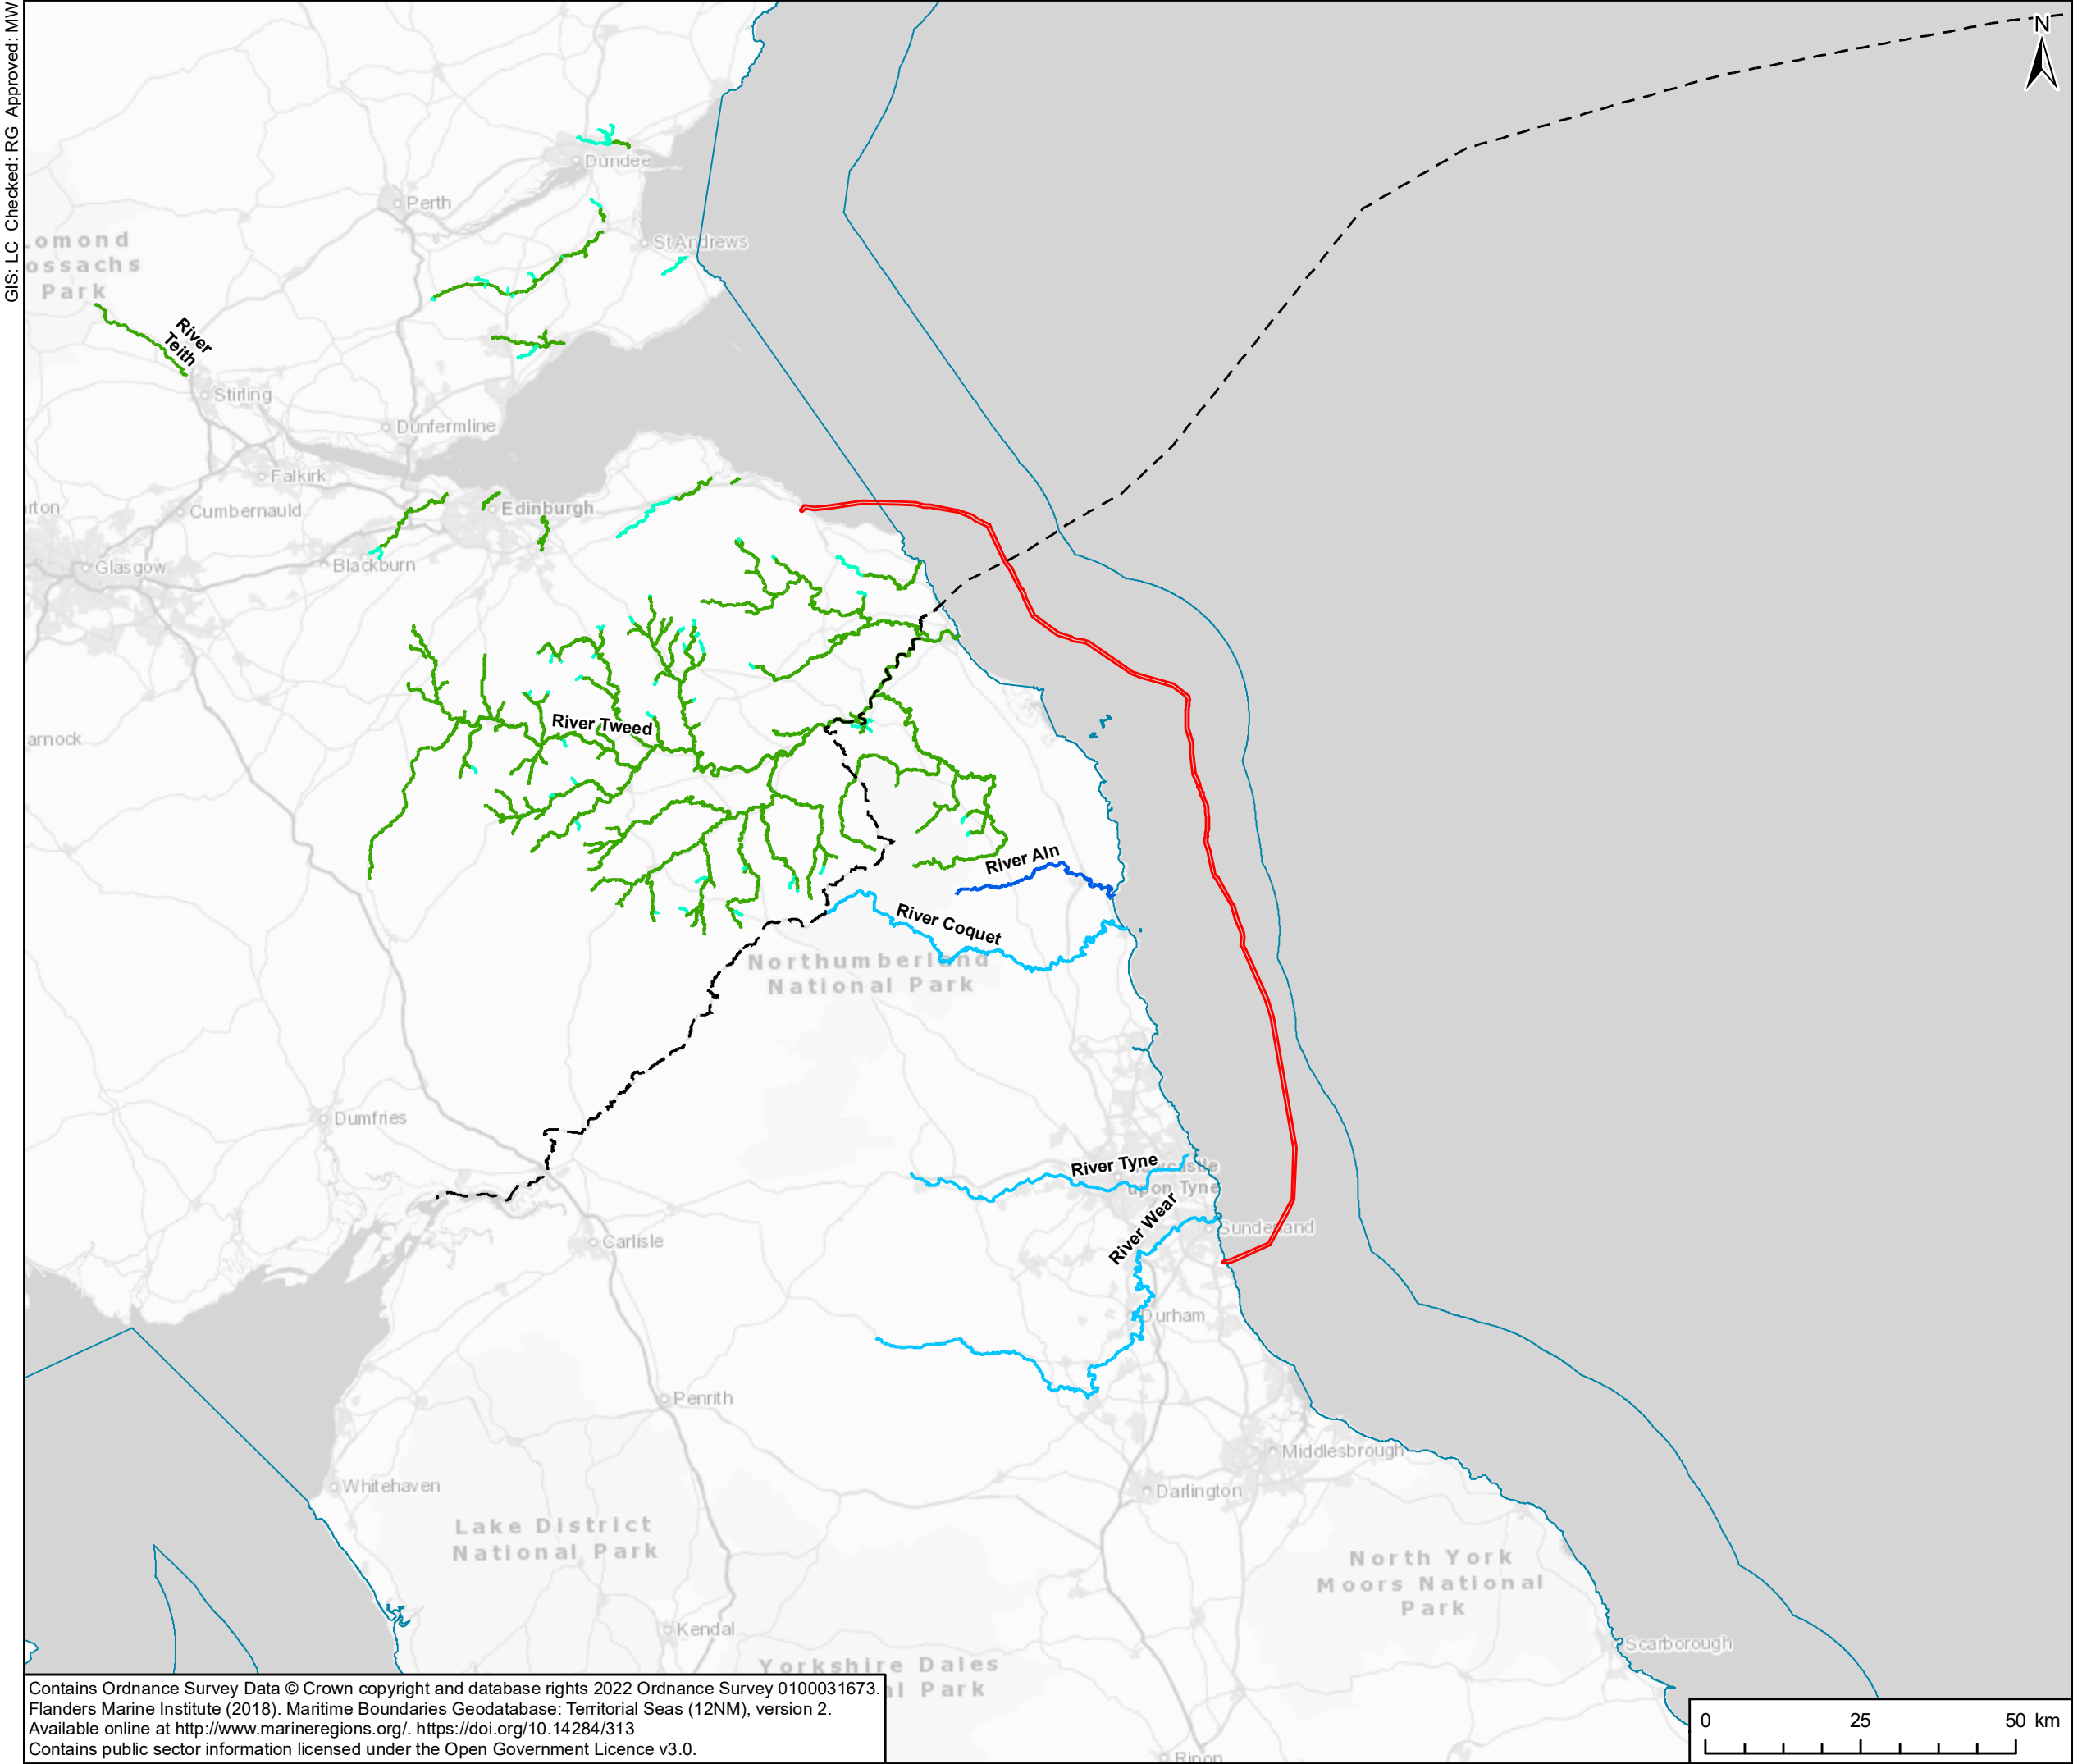 GIS: LC Checked: RG Approved: MW
N
Dundee
Perth
St Andrews
omond
ossachs
Park
River
Teith
Stirling
Dunfermline
Falkirk
rton
Cumbernauld
Edinburgh
Glasgow
Blackburn
River Tweed
arnock
River Aln
River Coquet
Northumberland
National Park
Dumfries
River Tyne
Newcastle
upon Tyne
River Wear
Sunderland
Carlisle
Durham
Penrith
Middlesbrough
Whitehaven
Darlington
Lake District
National Park
North York
Moors National
Park
Kendal
Scarborough
Yorkshire Dales
al Park
Ripon
Contains Ordnance Survey Data © Crown copyright and database rights 2022 Ordnance Survey 0100031673.
Flanders Marine Institute (2018). Maritime Boundaries Geodatabase: Territorial Seas (12NM), version 2.
Available online at http://www.marineregions.org/. https://doi.org/10.14284/313
Contains public sector information licensed under the Open Government Licence v3.0.
0 25 50 km